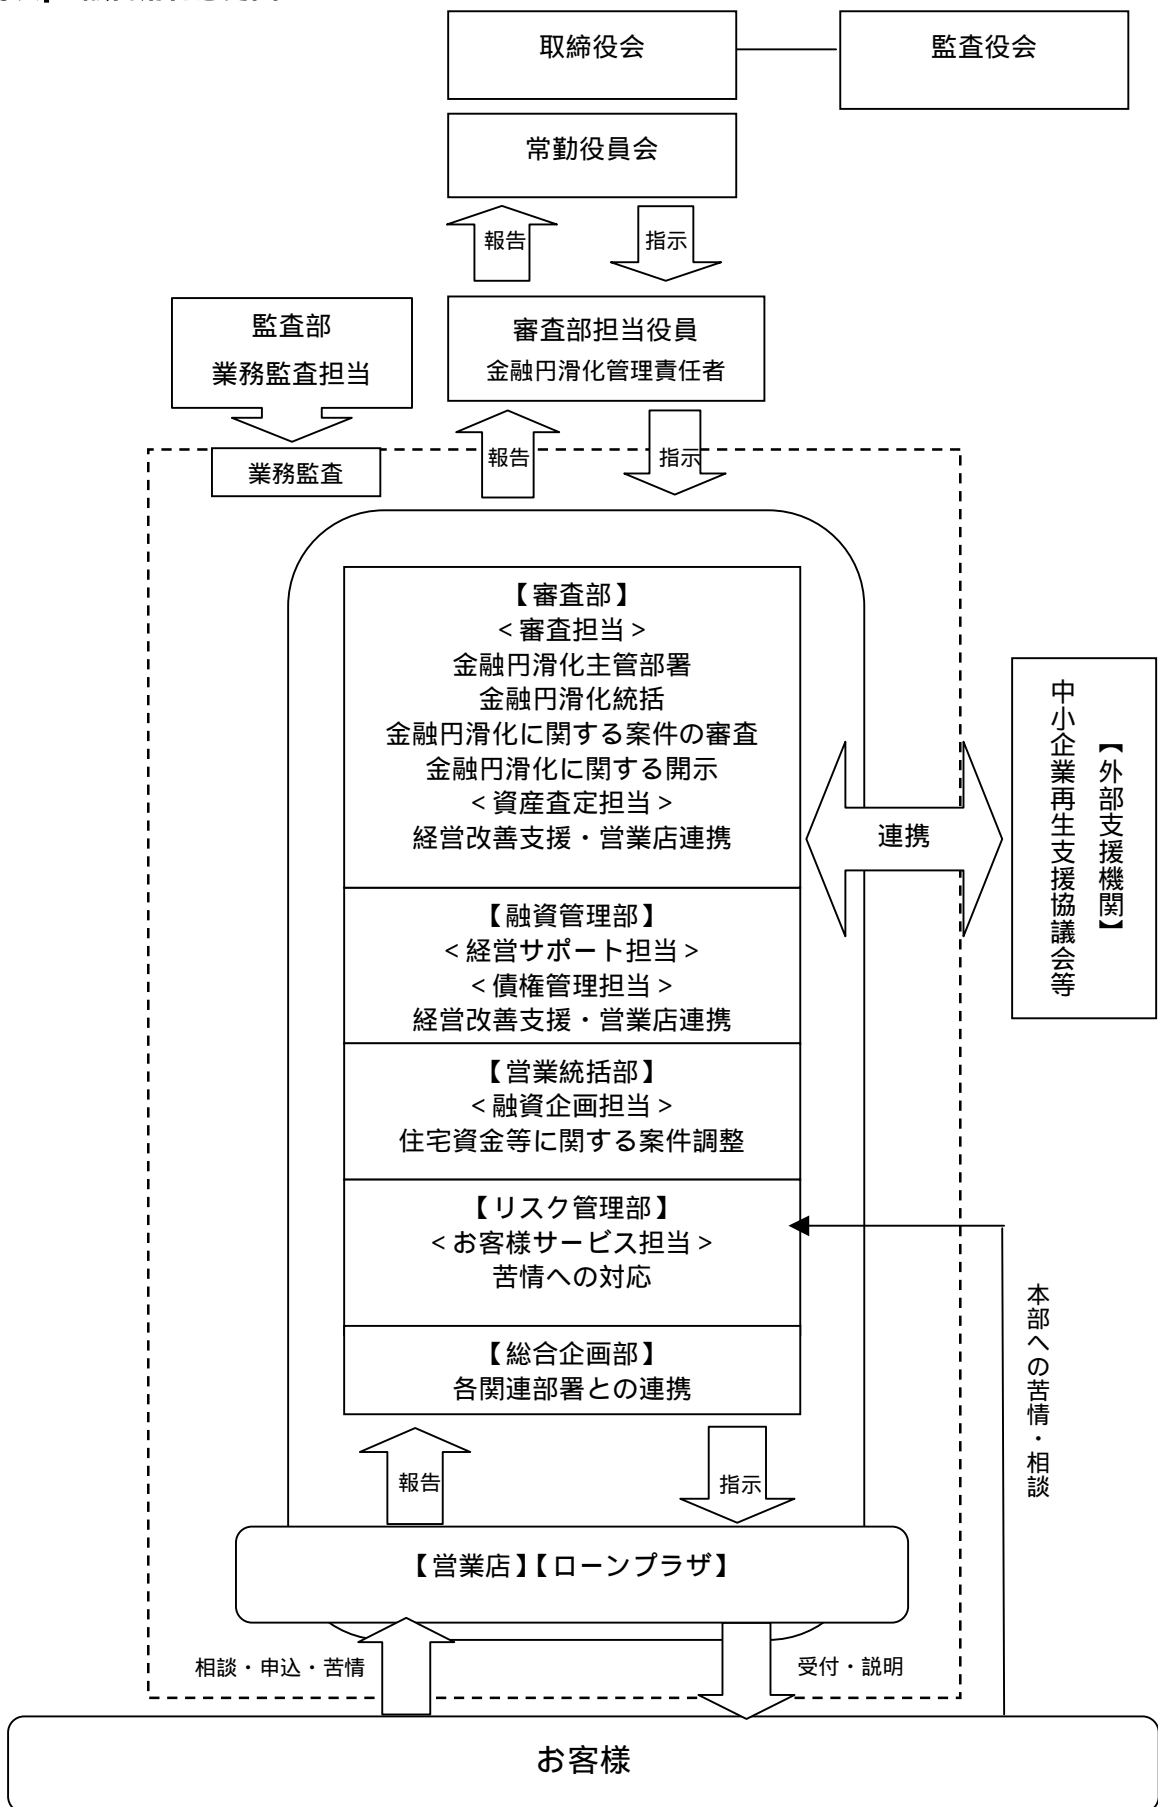 取締役会
監査役会
常勤役員会
報告
指示
監査部
業務監査担当
審査部担当役員
金融円滑化管理責任者
報告
指示
業務監査
【審査部】
<審査担当>
金融円滑化主管部署
金融円滑化統括
金融円滑化に関する案件の審査
金融円滑化に関する開示
<資産査定担当>
経営改善支援・営業店連携
連携
【外部支援機関】
中小企業再生支援協議会等
【融資管理部】
<経営サポート担当>
<債権管理担当>
経営改善支援・営業店連携
【営業統括部】
<融資企画担当>
住宅資金等に関する案件調整
【リスク管理部】
<お客様サービス担当>
苦情への対応
本部への苦情・相談
【総合企画部】
各関連部署との連携
報告
指示
【営業店】【ローンプラザ】
相談・申込・苦情
受付・説明
お客様